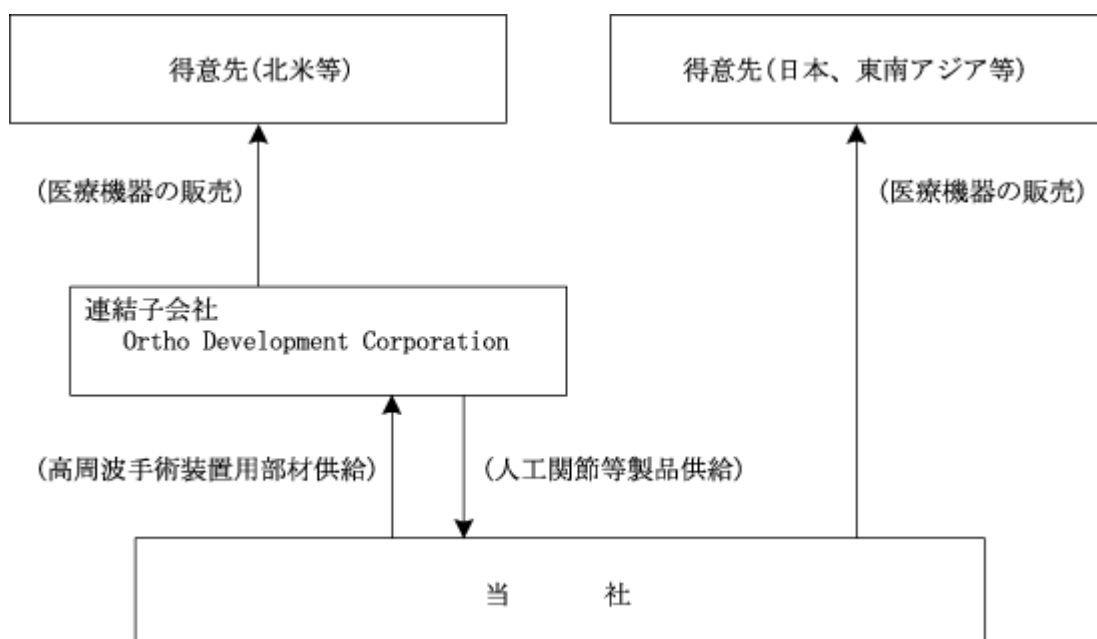 得意先(北米等)
得意先(日本、東南アジア等)
(医療機器の販売)
(医療機器の販売)
連結子会社
Ortho Development Corporation
(高周波手術装置用部材供給)
(人工関節等製品供給)
当　　　社